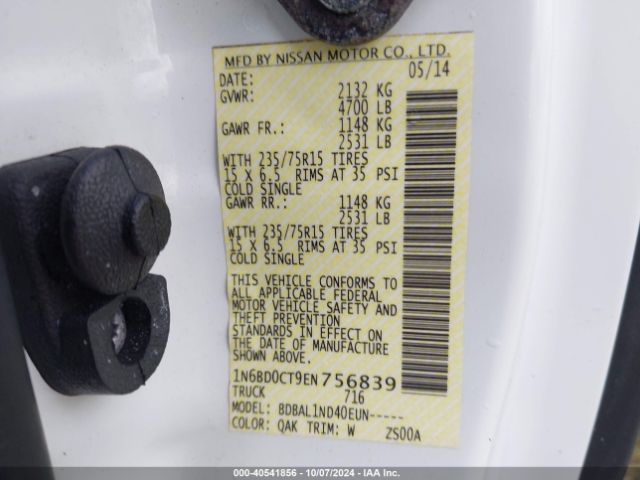 MFD BY NISSAN MOTOR CO., LTD.
DATE: 05/14
GVWR: 2132 KG
4700 LB
GAWR FR.: 1148 KG
2531 LB
WITH 235/75R15 TIRES
15 X 6.5 RIMS AT 35 PSI
COLD SINGLE
GAWR RR.: 1148 KG
2531 LB
WITH 235/75R15 TIRES
15 X 6.5 RIMS AT 35 PSI
COLD SINGLE
THIS VEHICLE CONFORMS TO
ALL APPLICABLE FEDERAL
MOTOR VEHICLE SAFETY AND
THEFT PREVENTION
STANDARDS IN EFFECT ON
THE DATE OF MANUFACTURE
SHOWN ABOVE.
1N6BD0CT9EN756839
TRUCK 716
MODEL: BDBAL1ND40EUN-----
COLOR: QAK TRIM: W ZS00A
000-40541856 - 10/07/2024 - IAA Inc.